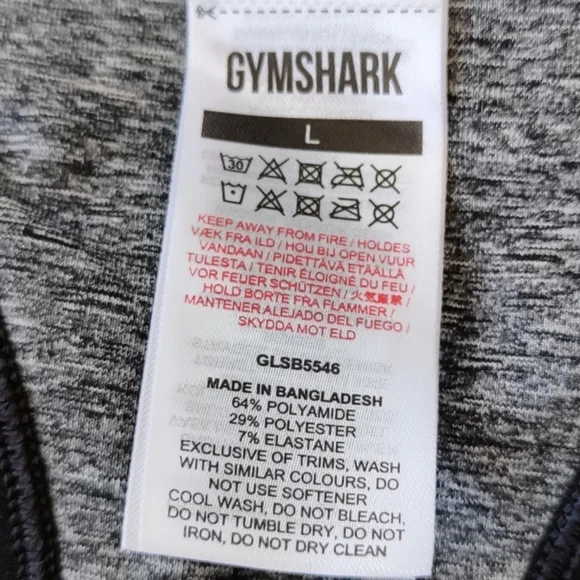 GYMSHARK
L
30
KEEP AWAY FROM FIRE / HOLDES
VÆK FRA ILD / HOU BIJ OPEN VUUR
VANDAAN / PIDETTÄVÄ ETÄÄLLÄ
TULESTA / TENIR ÉLOIGNÉ DU FEU /
VOR FEUER SCHÜTZEN / 火気厳禁 /
HOLD BORTE FRA FLAMMER /
MANTENER ALEJADO DEL FUEGO /
SKYDDA MOT ELD
GLSB5546
MADE IN BANGLADESH
64% POLYAMIDE
29% POLYESTER
7% ELASTANE
EXCLUSIVE OF TRIMS, WASH
WITH SIMILAR COLOURS, DO
NOT USE SOFTENER
COOL WASH, DO NOT BLEACH,
DO NOT TUMBLE DRY, DO NOT
IRON, DO NOT DRY CLEAN